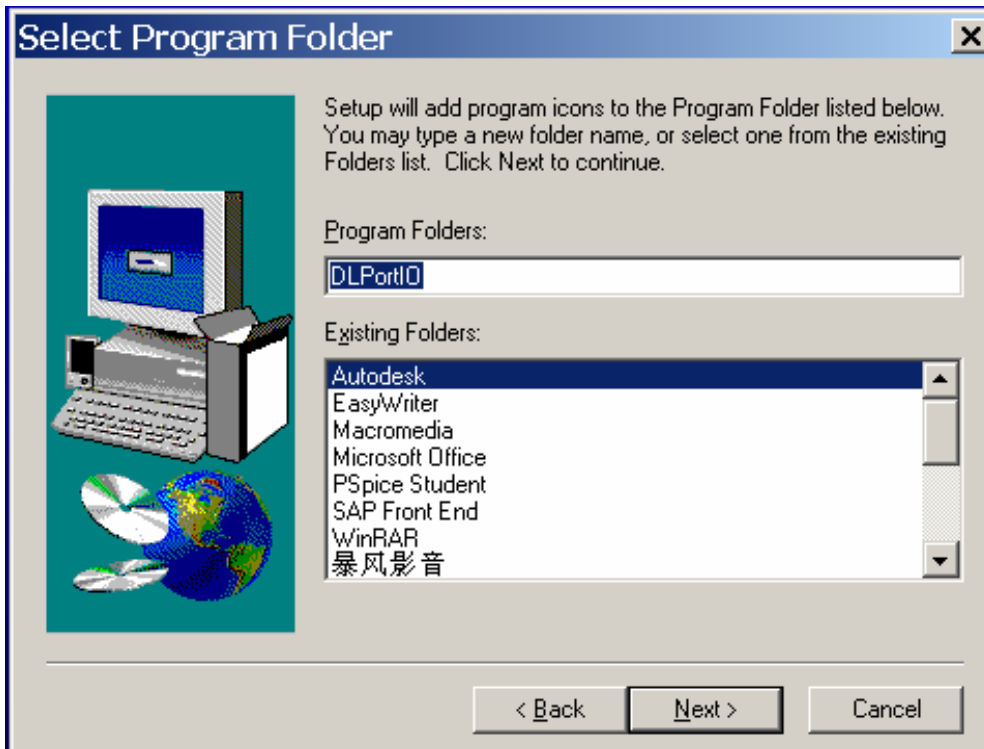 Select Program Folder
Setup will add program icons to the Program Folder listed below.
You may type a new folder name, or select one from the existing
Folders list.  Click Next to continue.
Program Folders:
DLPortIO
Existing Folders:
Autodesk
EasyWriter
Macromedia
Microsoft Office
PSpice Student
SAP Front End
WinRAR
暴风影音
< Back
Next >
Cancel